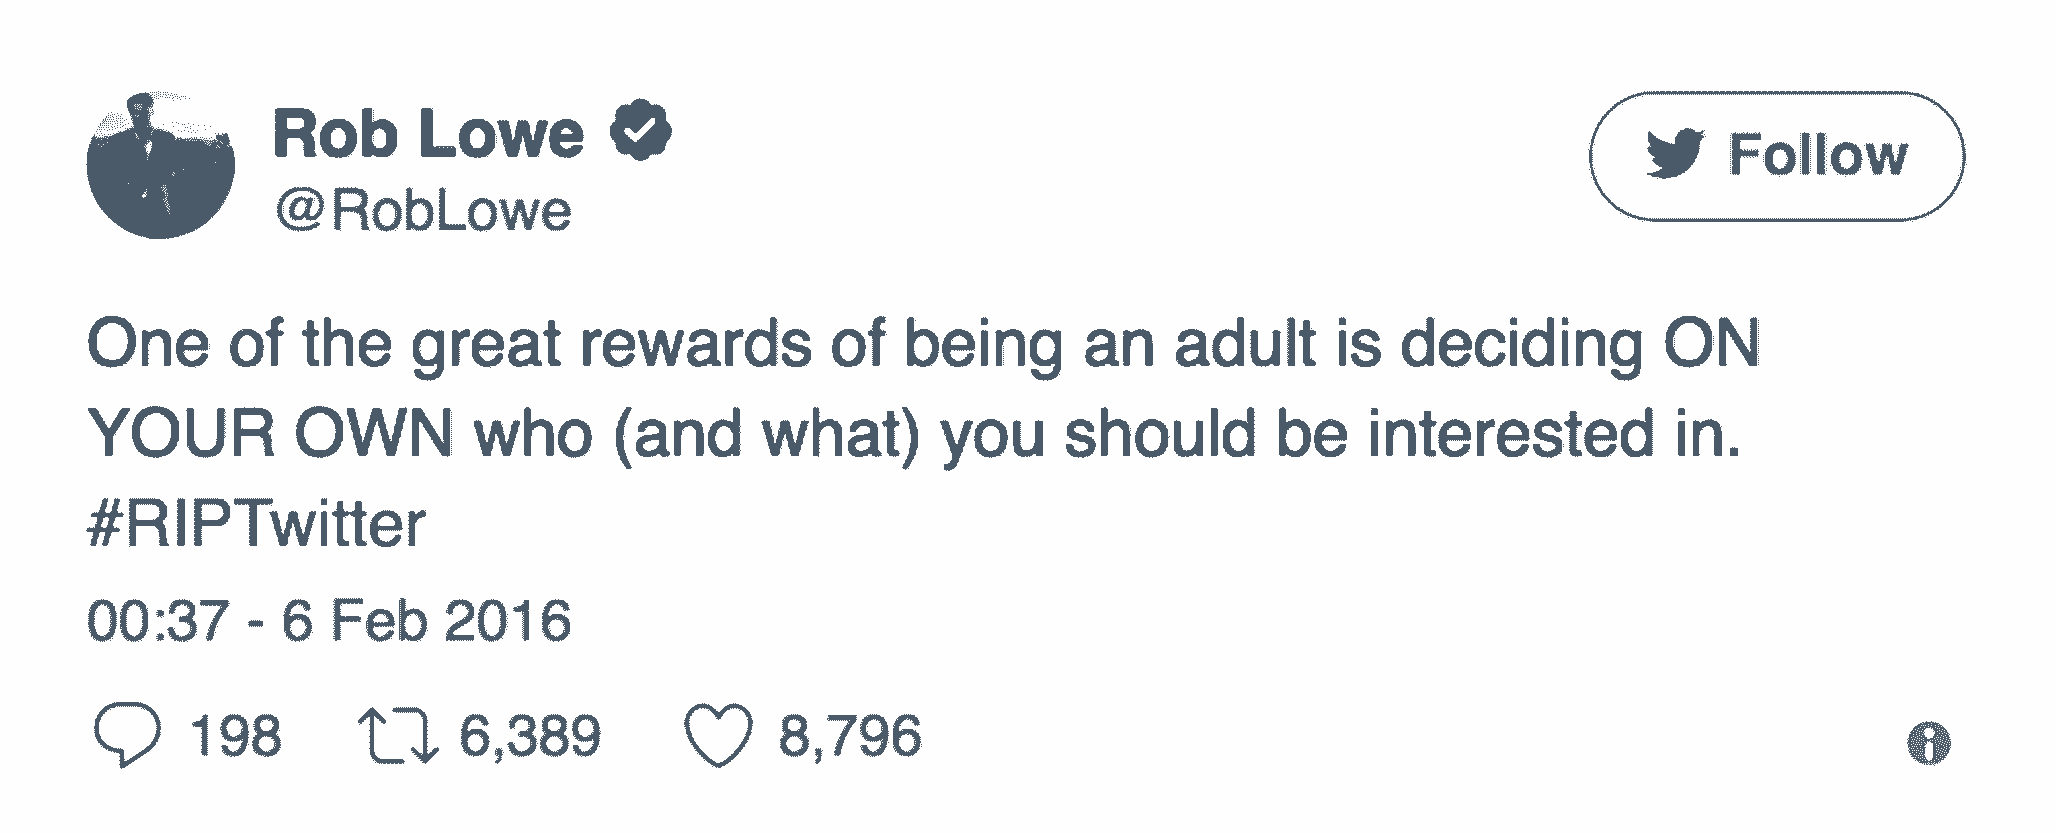 Rob Lowe
@RobLowe
Follow
One of the great rewards of being an adult is deciding ON
YOUR OWN who (and what) you should be interested in.
#RIPTwitter
00:37 - 6 Feb 2016
198 6,389 8,796